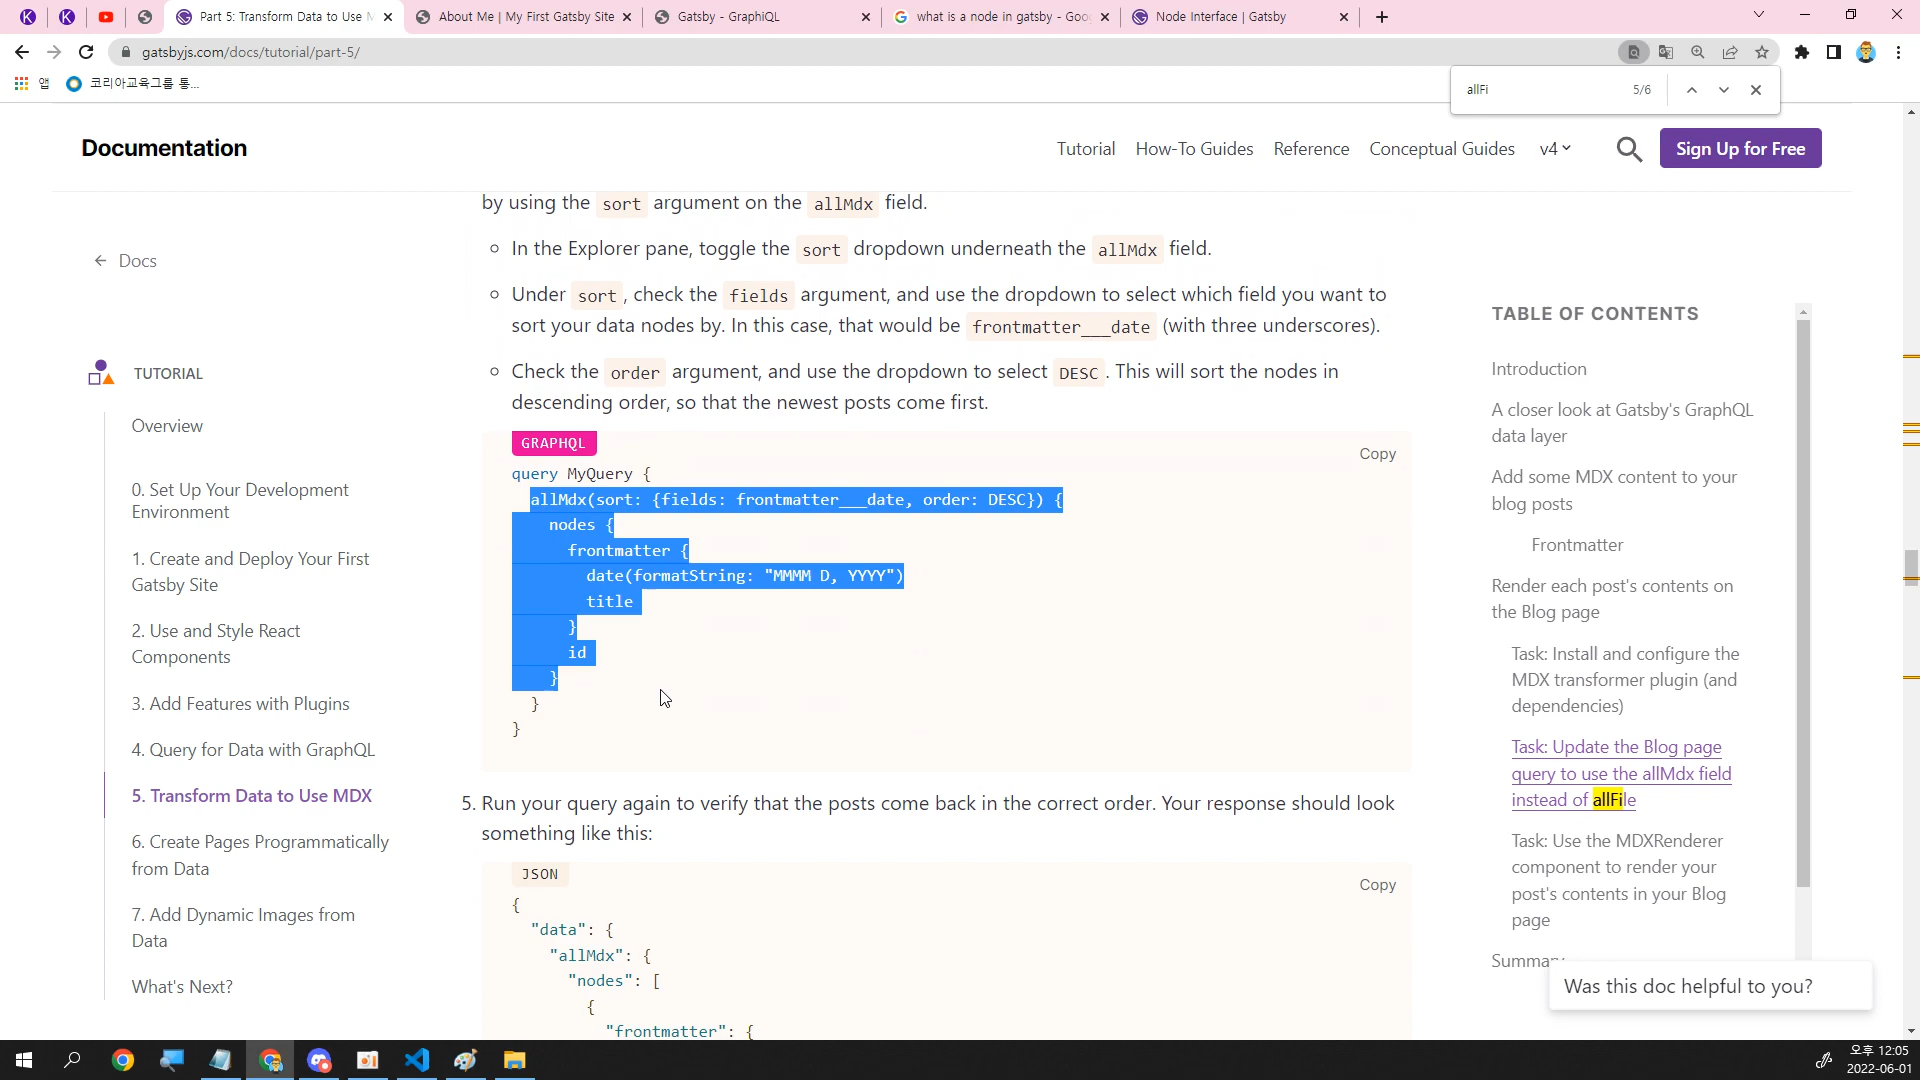 Part 5: Transform Data to Use M
About Me | My First Gatsby Site
Gatsby - GraphiQL
what is a node in gatsby - Goo
Node Interface | Gatsby
gatsbyjs.com/docs/tutorial/part-5/
앱
코리아교육그룹 통...
allFi
5/6
Documentation
Tutorial
How-To Guides
Reference
Conceptual Guides
v4
Sign Up for Free
Docs
TUTORIAL
Overview
0. Set Up Your Development
Environment
1. Create and Deploy Your First
Gatsby Site
2. Use and Style React
Components
3. Add Features with Plugins
4. Query for Data with GraphQL
5. Transform Data to Use MDX
6. Create Pages Programmatically
from Data
7. Add Dynamic Images from
Data
What's Next?
by using the sort argument on the allMdx field.
In the Explorer pane, toggle the sort dropdown underneath the allMdx field.
Under sort, check the fields argument, and use the dropdown to select which field you want to
sort your data nodes by. In this case, that would be frontmatter___date (with three underscores).
Check the order argument, and use the dropdown to select DESC. This will sort the nodes in
descending order, so that the newest posts come first.
GRAPHQL
Copy
query MyQuery {
allMdx(sort: {fields: frontmatter___date, order: DESC}) {
nodes {
frontmatter {
date(formatString: "MMMM D, YYYY")
title
}
id
}
}
}
5. Run your query again to verify that the posts come back in the correct order. Your response should look
something like this:
JSON
Copy
{
"data": {
"allMdx": {
"nodes": [
{
"frontmatter": {
TABLE OF CONTENTS
Introduction
A closer look at Gatsby's GraphQL
data layer
Add some MDX content to your
blog posts
Frontmatter
Render each post's contents on
the Blog page
Task: Install and configure the
MDX transformer plugin (and
dependencies)
Task: Update the Blog page
query to use the allMdx field
instead of allFile
Task: Use the MDXRenderer
component to render your
post's contents in your Blog
page
Summary
Was this doc helpful to you?
오후 12:05
2022-06-01